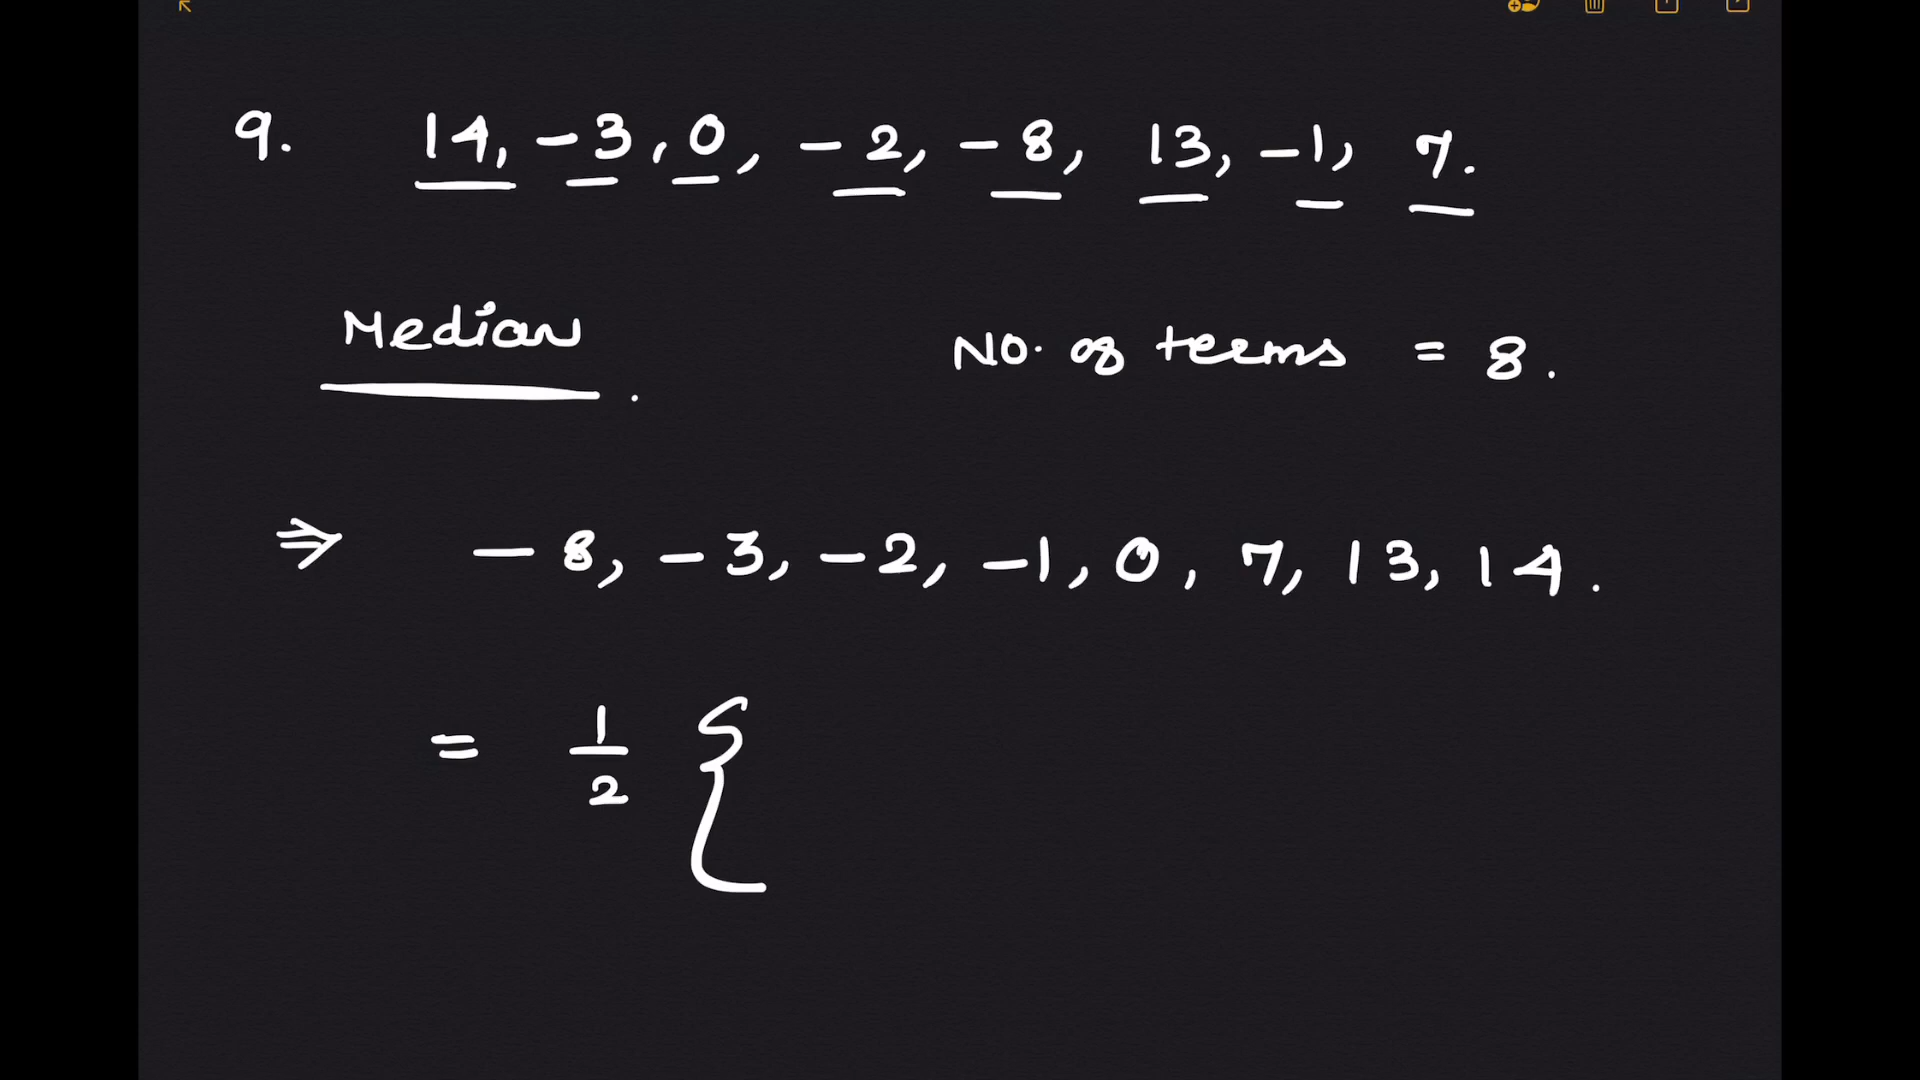 9. 14, -3, 0, -2, -8, 13, -1, 7.
Median. No. of terms = 8.
⇒ -8, -3, -2, -1, 0, 7, 13, 14.
= 1/2 {